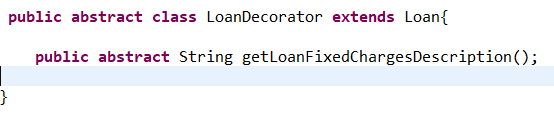 public abstract class LoanDecorator extends Loan{
public abstract String getLoanFixedChargesDescription();
}